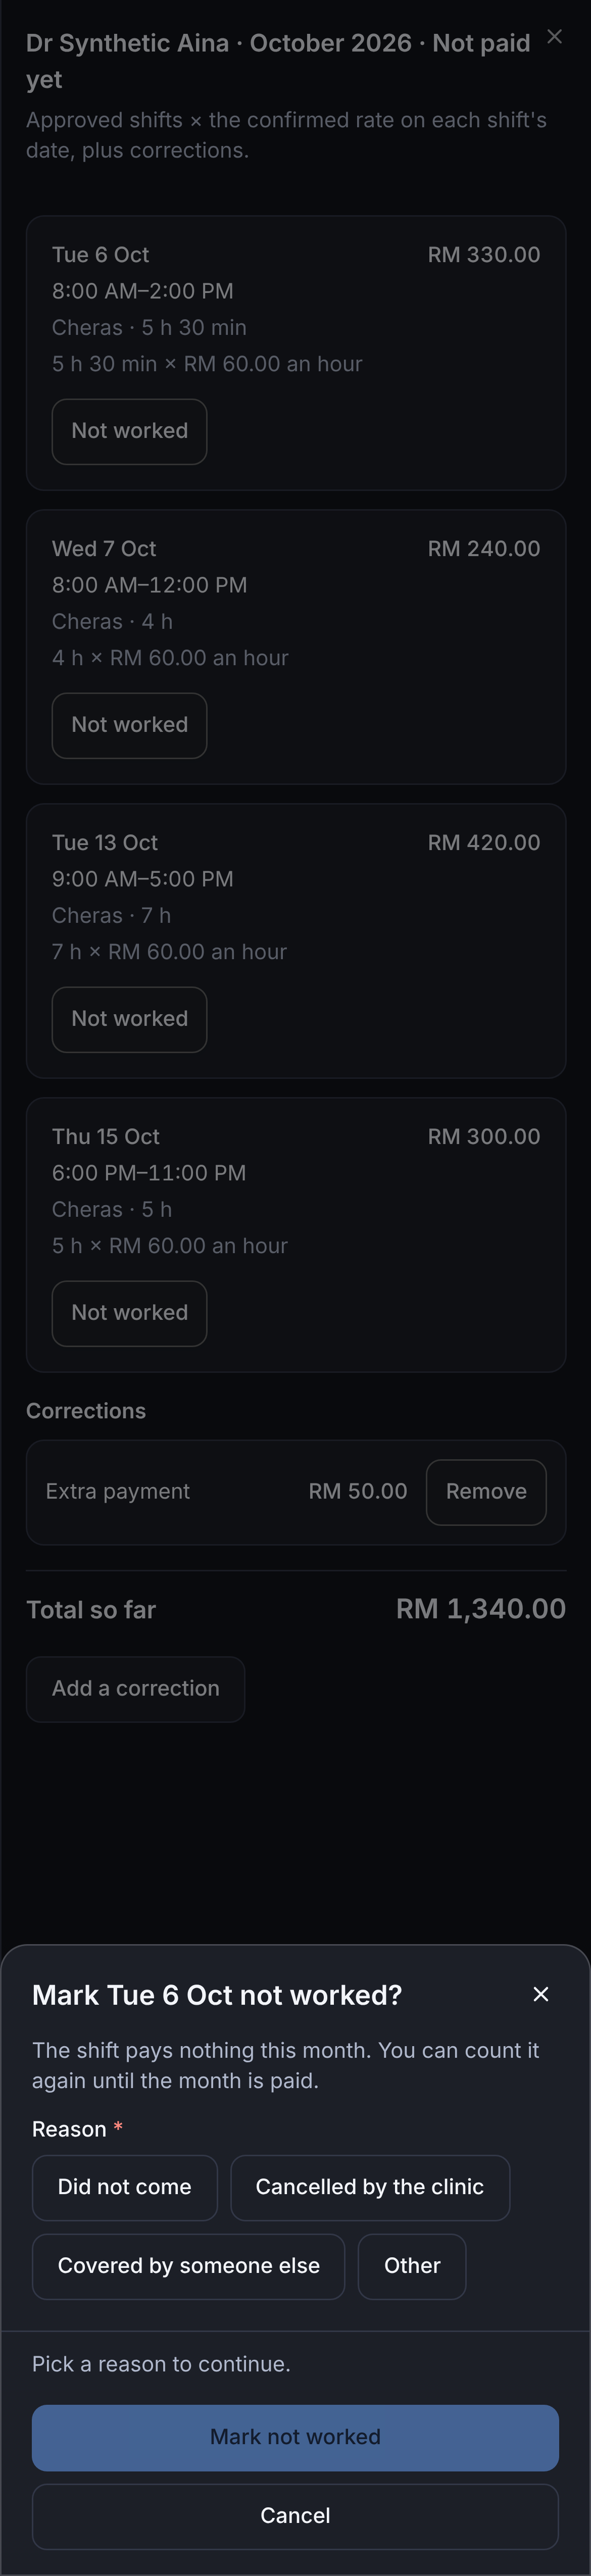 Dr Synthetic Aina · October 2026 · Not paid
yet
Approved shifts × the confirmed rate on each shift's
date, plus corrections.
Tue 6 Oct RM 330.00
8:00 AM–2:00 PM
Cheras · 5 h 30 min
5 h 30 min × RM 60.00 an hour
Not worked
Wed 7 Oct RM 240.00
8:00 AM–12:00 PM
Cheras · 4 h
4 h × RM 60.00 an hour
Not worked
Tue 13 Oct RM 420.00
9:00 AM–5:00 PM
Cheras · 7 h
7 h × RM 60.00 an hour
Not worked
Thu 15 Oct RM 300.00
6:00 PM–11:00 PM
Cheras · 5 h
5 h × RM 60.00 an hour
Not worked
Corrections
Extra payment RM 50.00 Remove
Total so far RM 1,340.00
Add a correction
Mark Tue 6 Oct not worked?
The shift pays nothing this month. You can count it
again until the month is paid.
Reason *
Did not come Cancelled by the clinic
Covered by someone else Other
Pick a reason to continue.
Mark not worked
Cancel